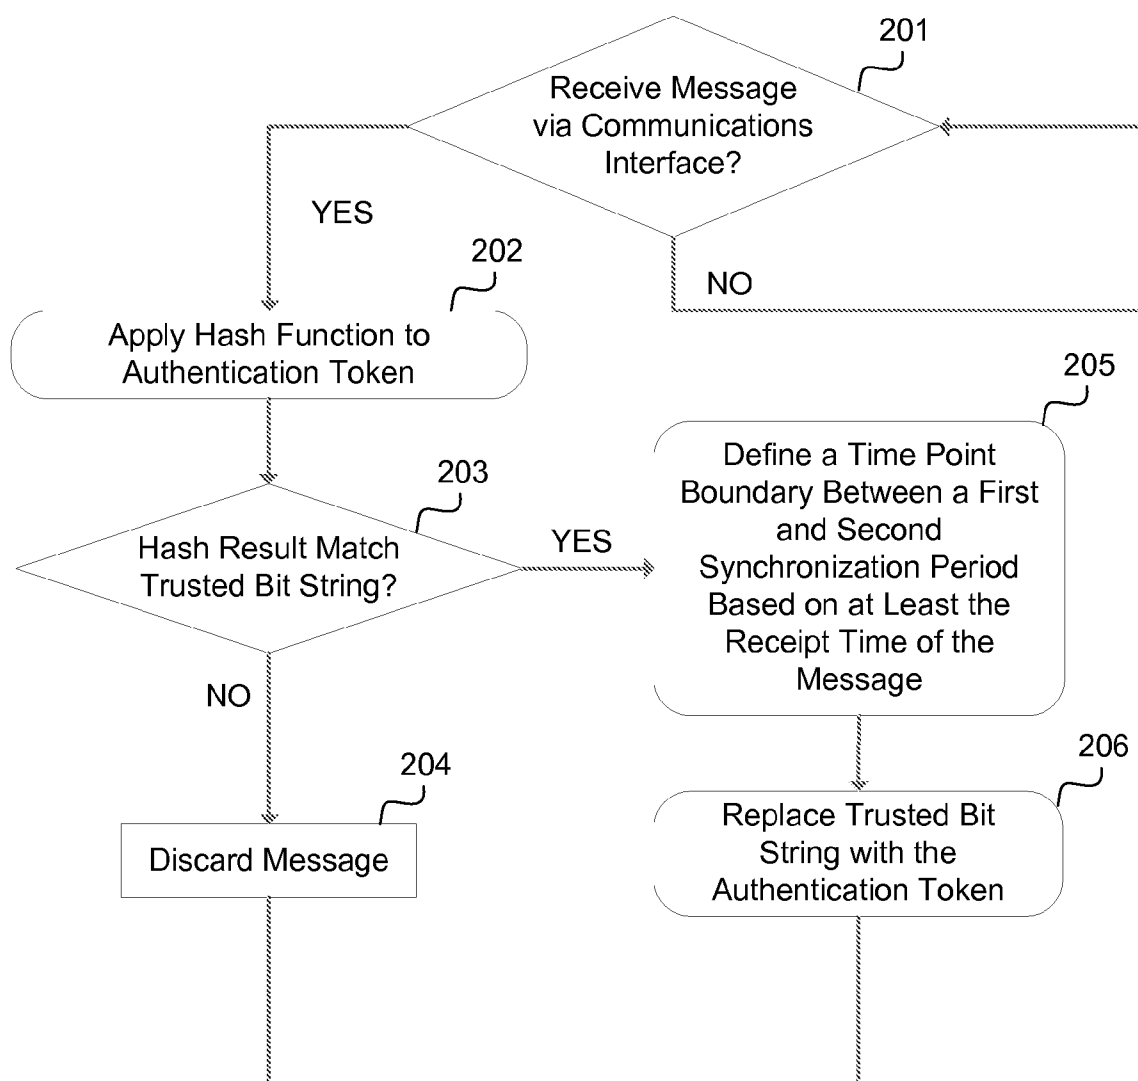 201
Receive Message
via Communications
Interface?
YES
NO
202
Apply Hash Function to
Authentication Token
203
Hash Result Match
Trusted Bit String?
YES
NO
204
Discard Message
205
Define a Time Point
Boundary Between a First
and Second
Synchronization Period
Based on at Least the
Receipt Time of the
Message
206
Replace Trusted Bit
String with the
Authentication Token